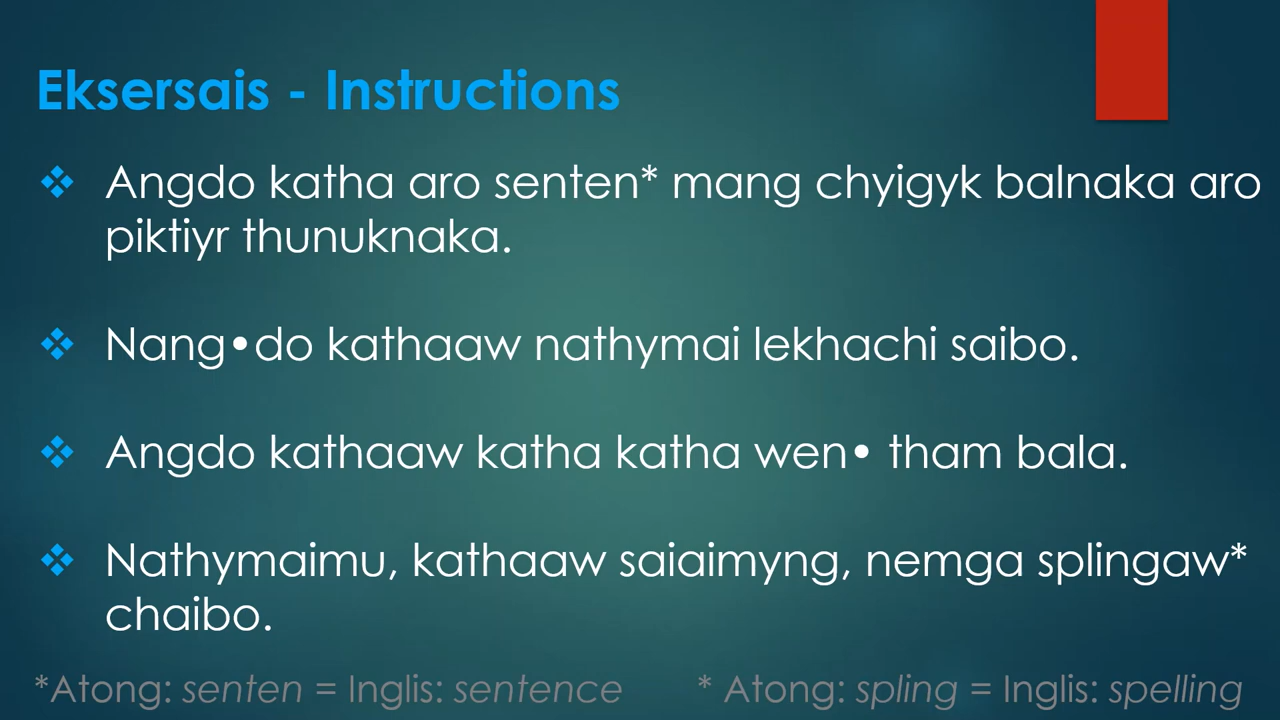 Eksersais - Instructions
❖ Angdo katha aro senten* mang chyigyk balnaka aro
piktiyr thunuknaka.
❖ Nang•do kathaaw nathymai lekhachi saibo.
❖ Angdo kathaaw katha katha wen• tham bala.
❖ Nathymaimu, kathaaw saiaimyng, nemga splingaw*
chaibo.
*Atong: senten = Inglis: sentence * Atong: spling = Inglis: spelling